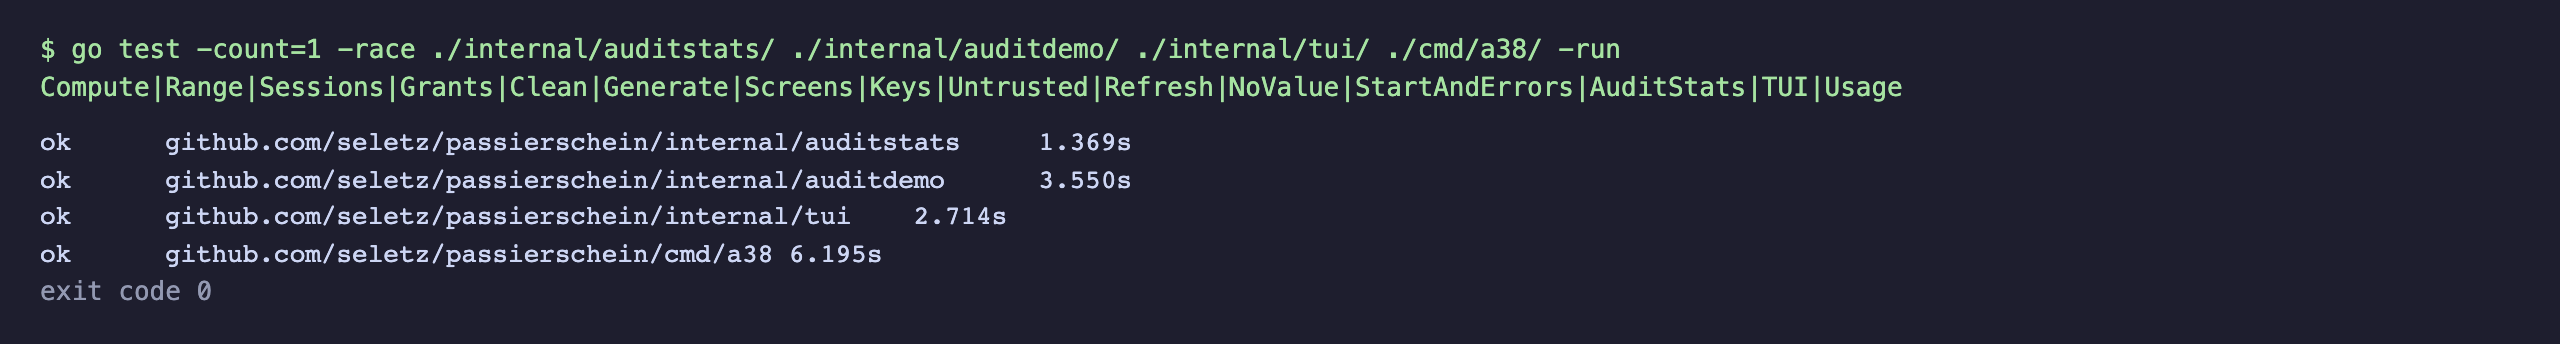 $ go test -count=1 -race ./internal/auditstats/ ./internal/auditdemo/ ./internal/tui/ ./cmd/a38/ -run
Compute|Range|Sessions|Grants|Clean|Generate|Screens|Keys|Untrusted|Refresh|NoValue|StartAndErrors|AuditStats|TUI|Usage
ok      github.com/seletz/passierschein/internal/auditstats     1.369s
ok      github.com/seletz/passierschein/internal/auditdemo      3.550s
ok      github.com/seletz/passierschein/internal/tui    2.714s
ok      github.com/seletz/passierschein/cmd/a38 6.195s
exit code 0